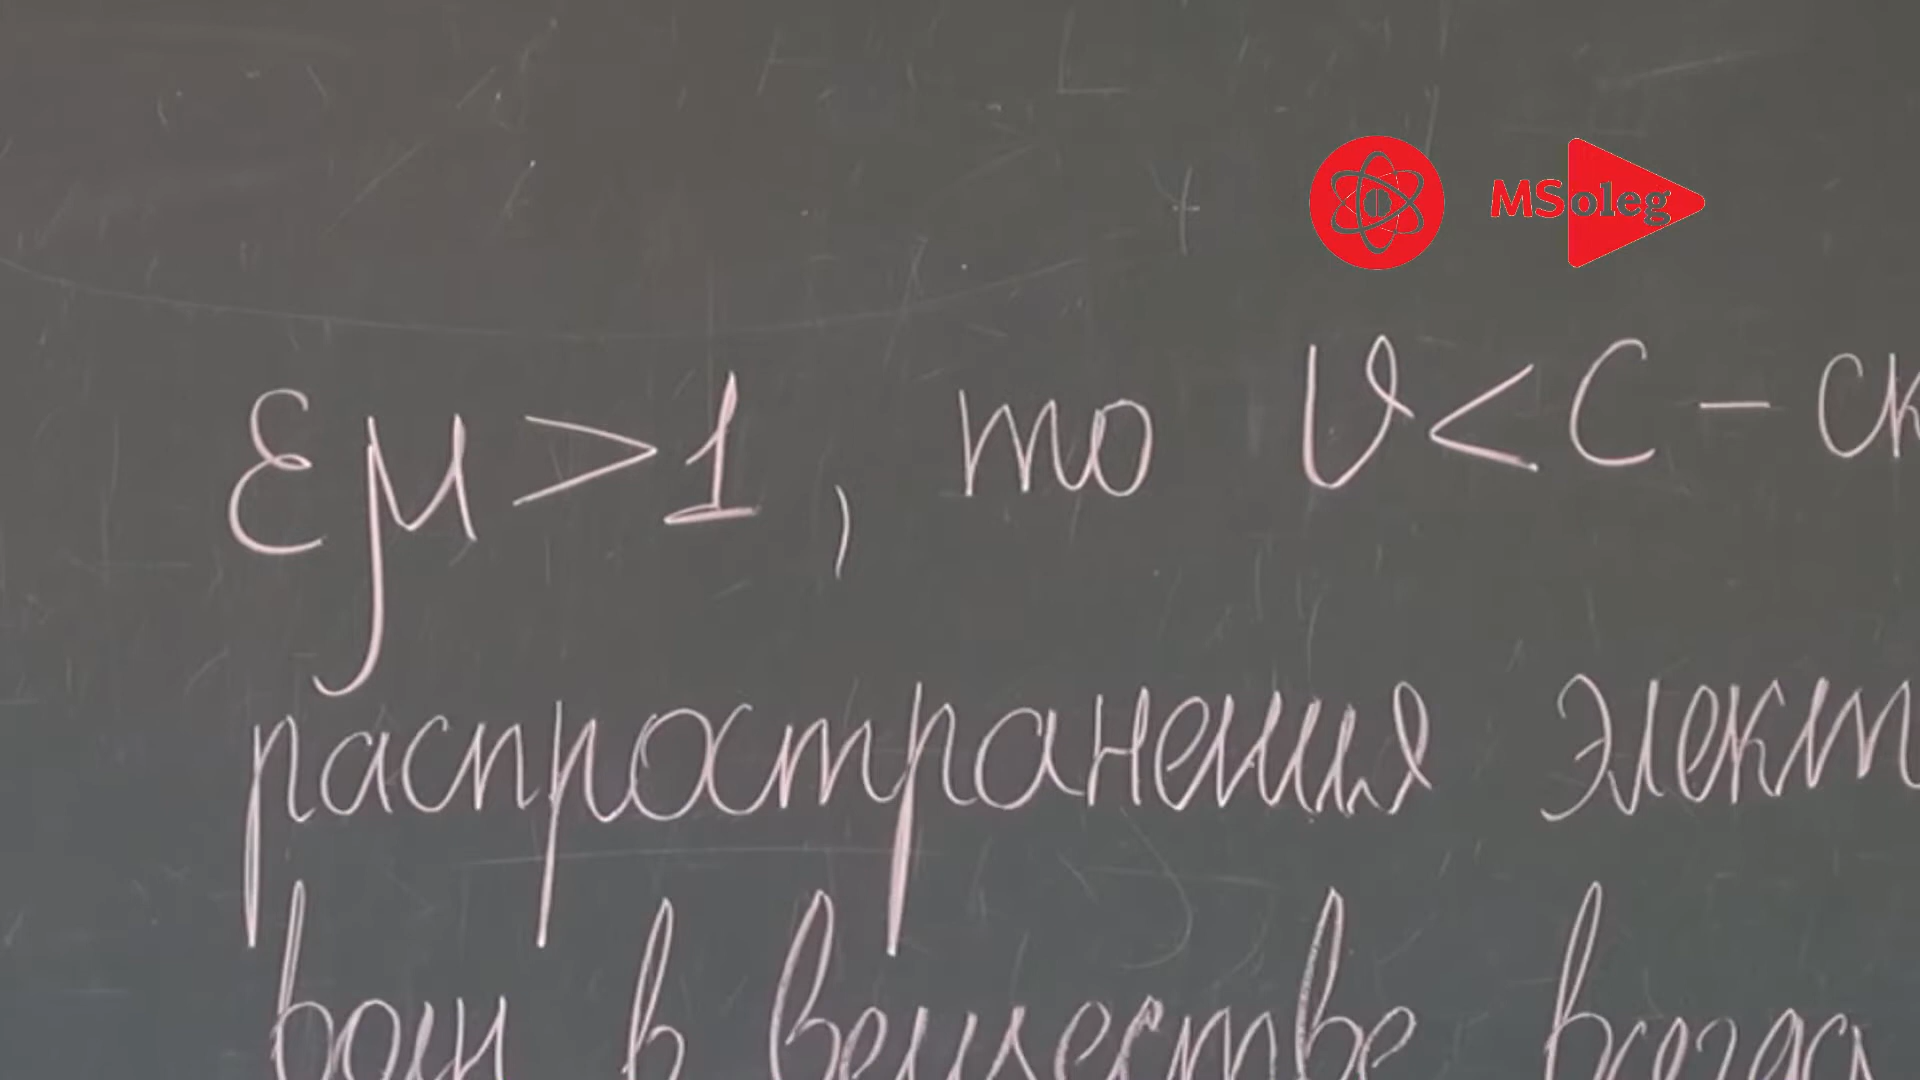 MSoleg
εμ > 1, то υ < c - ск
распространения элект
волн в веществе всегда